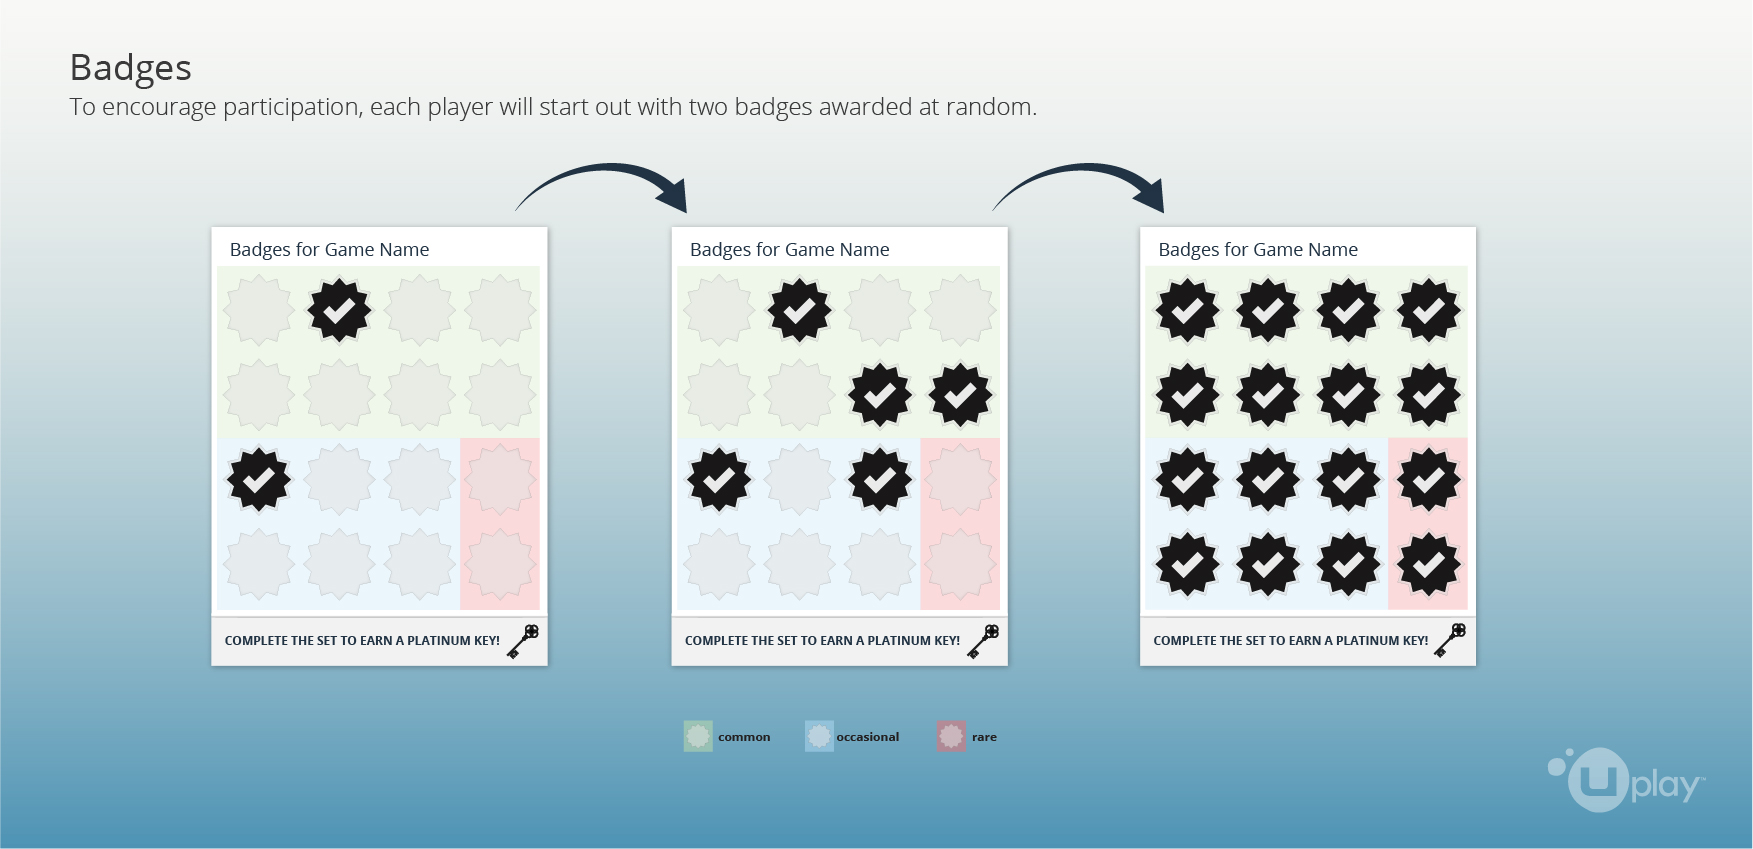 Badges
To encourage participation, each player will start out with two badges awarded at random.
Badges for Game Name
Badges for Game Name
Badges for Game Name
COMPLETE THE SET TO EARN A PLATINUM KEY!
COMPLETE THE SET TO EARN A PLATINUM KEY!
COMPLETE THE SET TO EARN A PLATINUM KEY!
common
occasional
rare
Uplay™